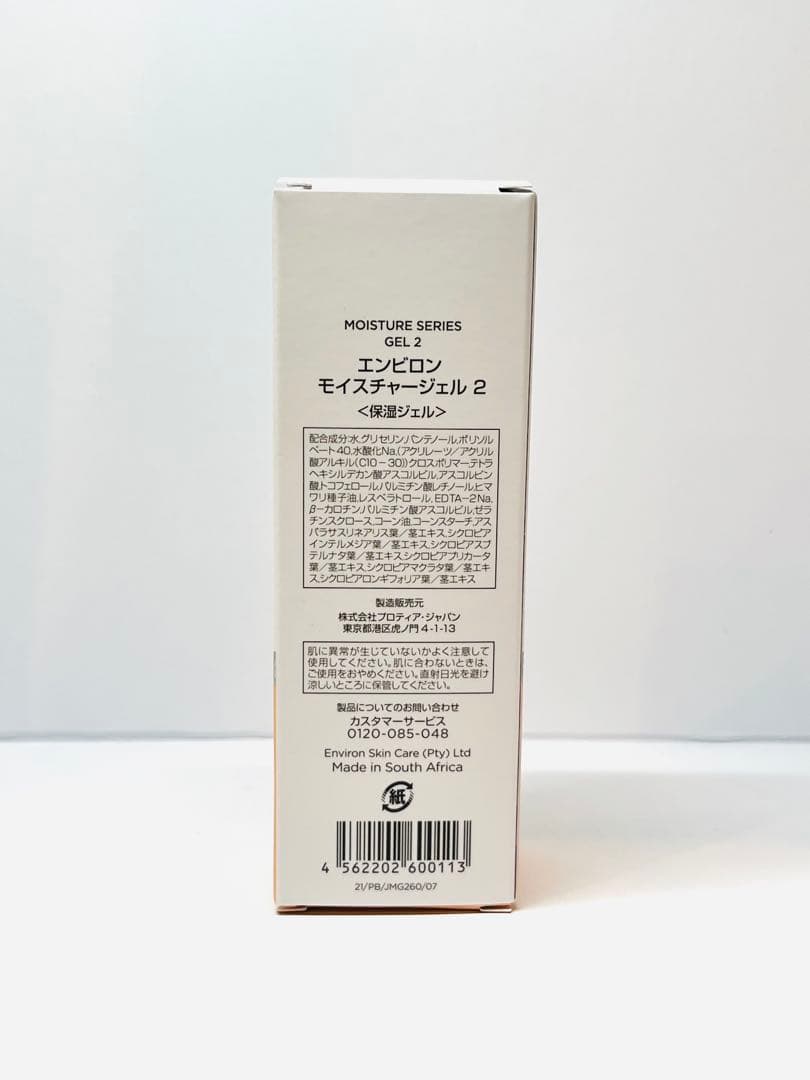 MOISTURE SERIES
GEL 2
エンビロン
モイスチャージェル 2
＜保湿ジェル＞
配合成分:水,グリセリン,パンテノール,ポリソル
ベート40,水酸化Na,(アクリレーツ／アクリル
酸アルキル(C10－30))クロスポリマー,テトラ
ヘキシルデカン酸アスコルビル,アスコルビン
酸トコフェロール,パルミチン酸レチノール,ヒマ
ワリ種子油,レスベラトロール,EDTA－2Na,
β－カロチン,パルミチン酸アスコルビル,ゼラ
チン,スクロース,コーン油,コーンスターチ,アス
パラサスリネアリス葉／茎エキス,シクロピア
インテルメジア葉／茎エキス,シクロピアスブ
テルナタ葉／茎エキス,シクロピアプリカータ
葉／茎エキス,シクロピアマクラタ葉／茎エキ
ス,シクロピアロンギフォリア葉／茎エキス
製造販売元
株式会社プロティア・ジャパン
東京都港区虎ノ門 4-1-13
肌に異常が生じていないかよく注意して
使用してください。肌に合わないときは、
ご使用をおやめください。直射日光を避け
涼しいところに保管してください。
製品についてのお問い合わせ
カスタマーサービス
0120-085-048
Environ Skin Care (Pty) Ltd
Made in South Africa
紙
4 562202 600113
21/PB/JMG260/07